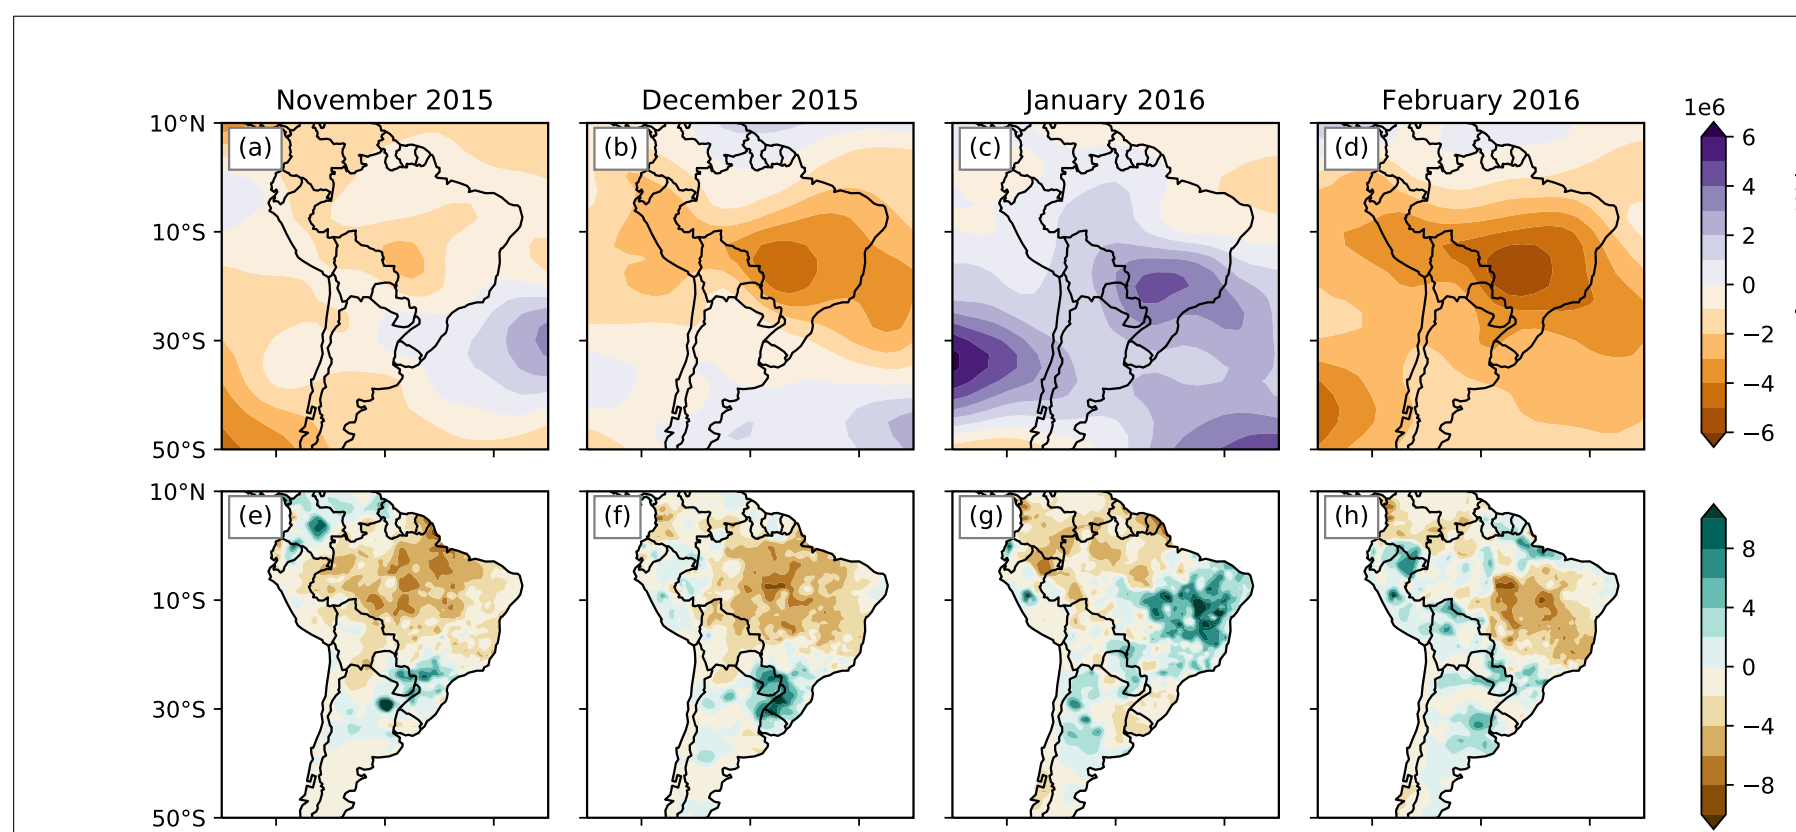 November 2015 December 2015 January 2016 February 2016
1e6
(a) (b) (c) (d)
10°N
10°S
30°S
50°S
6
4
2
0
−2
−4
−6
(e) (f) (g) (h)
10°N
10°S
30°S
50°S
8
4
0
−4
−8